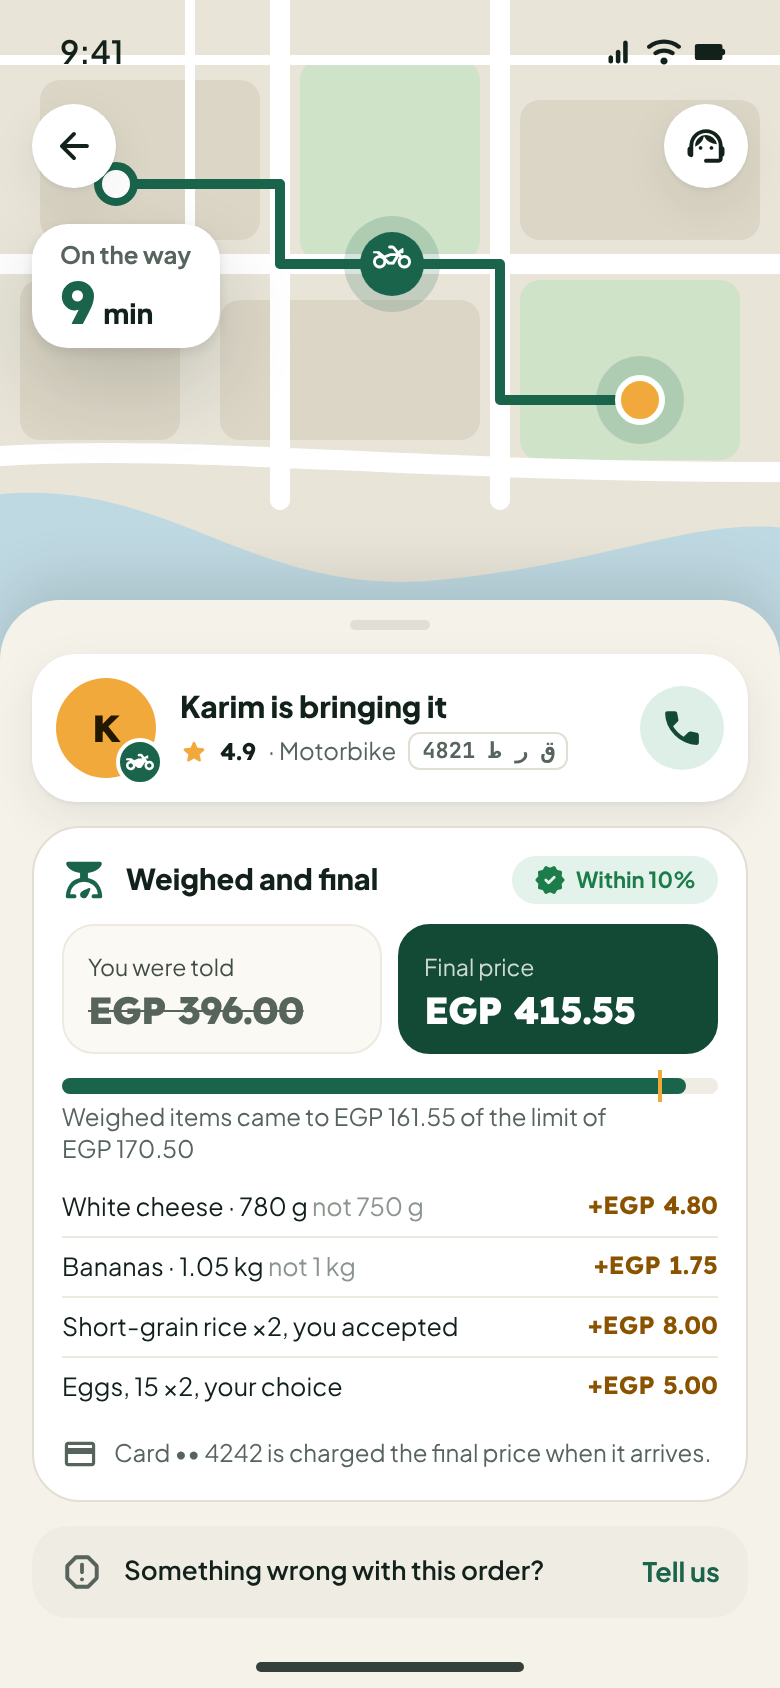 9:41
On the way
9 min
K
Karim is bringing it
4.9 · Motorbike
ق ر ط 4821
Weighed and final
Within 10%
You were told
EGP 396.00
Final price
EGP 415.55
Weighed items came to EGP 161.55 of the limit of
EGP 170.50
White cheese · 780 g not 750 g
+EGP 4.80
Bananas · 1.05 kg not 1 kg
+EGP 1.75
Short-grain rice ×2, you accepted
+EGP 8.00
Eggs, 15 ×2, your choice
+EGP 5.00
Card •• 4242 is charged the final price when it arrives.
Something wrong with this order?
Tell us